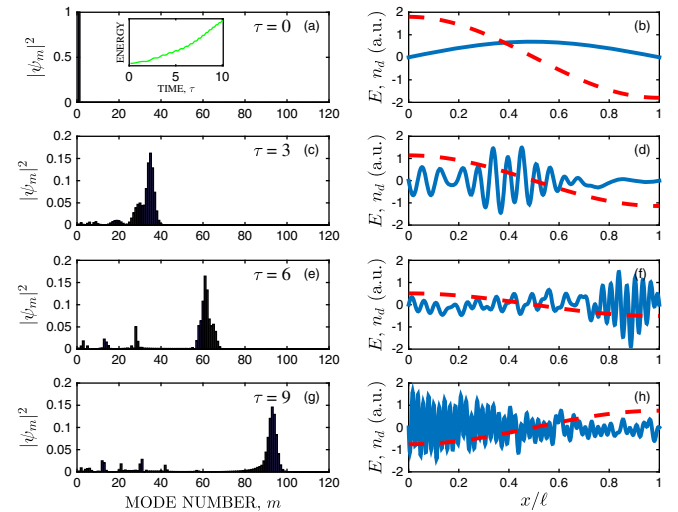 |ψₘ|²
1
0.5
0
0 20 40 60 80 100 120
τ = 0
(a)
ENERGY
0 5 10
TIME, τ
E, n_d (a.u.)
2
1
0
-1
-2
0 0.2 0.4 0.6 0.8 1
(b)
|ψₘ|²
0.2
0.15
0.1
0.05
0
0 20 40 60 80 100 120
τ = 3
(c)
E, n_d (a.u.)
2
1
0
-1
-2
0 0.2 0.4 0.6 0.8 1
(d)
|ψₘ|²
0.2
0.15
0.1
0.05
0
0 20 40 60 80 100 120
τ = 6
(e)
E, n_d (a.u.)
2
1
0
-1
-2
0 0.2 0.4 0.6 0.8 1
(f)
|ψₘ|²
0.2
0.15
0.1
0.05
0
0 20 40 60 80 100 120
τ = 9
(g)
MODE NUMBER, m
E, n_d (a.u.)
2
1
0
-1
-2
0 0.2 0.4 0.6 0.8 1
(h)
x/ℓ